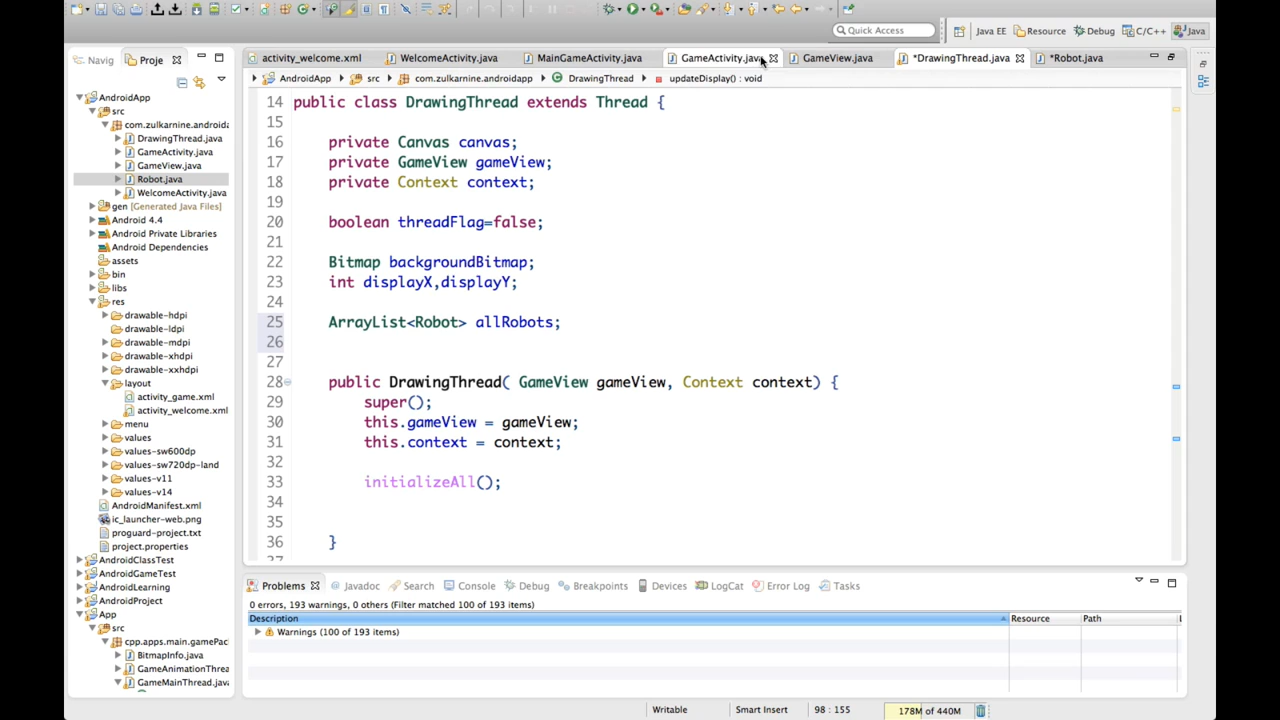 Quick Access
Java EE
Resource
Debug
C/C++
Java
Navig
Proje
activity_welcome.xml
WelcomeActivity.java
MainGameActivity.java
GameActivity.java
GameView.java
*DrawingThread.java
*Robot.java
AndroidApp
src
com.zulkarnine.androidapp
DrawingThread
updateDisplay() : void
AndroidApp
src
com.zulkarnine.androida
DrawingThread.java
GameActivity.java
GameView.java
Robot.java
WelcomeActivity.java
gen [Generated Java Files]
Android 4.4
Android Private Libraries
Android Dependencies
assets
bin
libs
res
drawable-hdpi
drawable-ldpi
drawable-mdpi
drawable-xhdpi
drawable-xxhdpi
layout
activity_game.xml
activity_welcome.xml
menu
values
values-sw600dp
values-sw720dp-land
values-v11
values-v14
AndroidManifest.xml
ic_launcher-web.png
proguard-project.txt
project.properties
AndroidClassTest
AndroidGameTest
AndroidLearning
AndroidProject
App
src
cpp.apps.main.gamePac
BitmapInfo.java
GameAnimationThrea
GameMainThread.java
14 public class DrawingThread extends Thread {
15
16 private Canvas canvas;
17 private GameView gameView;
18 private Context context;
19
20 boolean threadFlag=false;
21
22 Bitmap backgroundBitmap;
23 int displayX,displayY;
24
25 ArrayList<Robot> allRobots;
26
27
28 public DrawingThread( GameView gameView, Context context) {
29 super();
30 this.gameView = gameView;
31 this.context = context;
32
33 initializeAll();
34
35
36 }
Problems
Javadoc
Search
Console
Debug
Breakpoints
Devices
LogCat
Error Log
Tasks
0 errors, 193 warnings, 0 others (Filter matched 100 of 193 items)
Description
Resource
Path
Warnings (100 of 193 items)
Writable
Smart Insert
98 : 155
178M of 440M